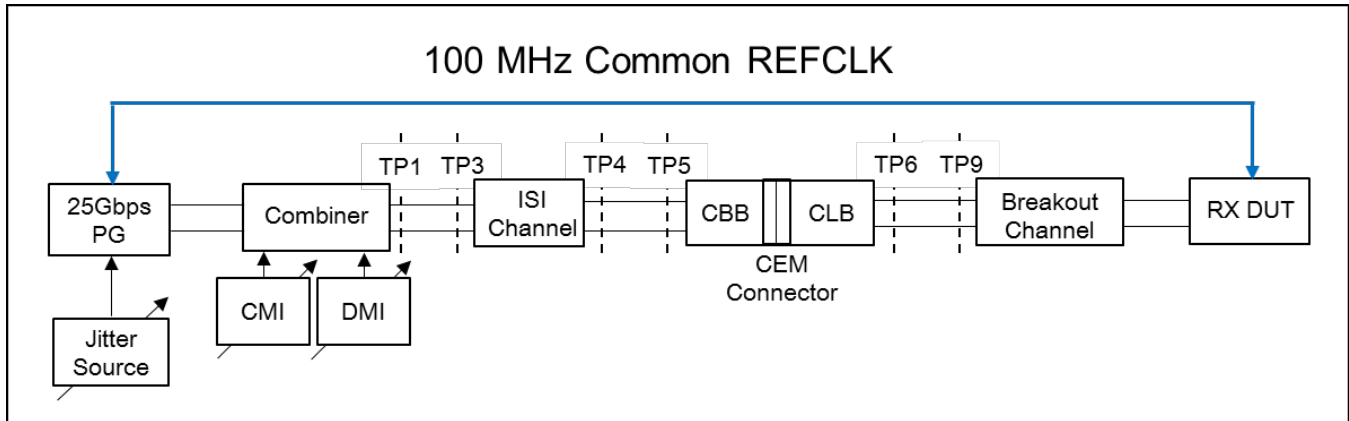 100 MHz Common REFCLK
TP1 TP3 TP4 TP5 TP6 TP9
25Gbps
PG
Combiner
ISI
Channel
CBB
CLB
Breakout
Channel
RX DUT
CEM
Connector
CMI
DMI
Jitter
Source